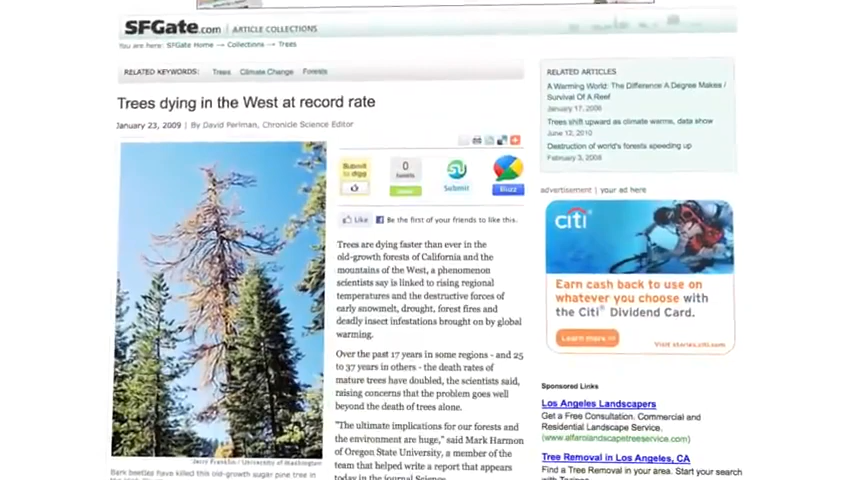 SFGate.com | ARTICLE COLLECTIONS
You are here: SFGate Home → Collections → Trees
RELATED KEYWORDS: Trees Climate Change Forests
Trees dying in the West at record rate
January 23, 2009 | By David Perlman, Chronicle Science Editor
Submit to digg
0
tweets
Submit
Buzz
Like
Be the first of your friends to like this.
Trees are dying faster than ever in the
old-growth forests of California and the
mountains of the West, a phenomenon
scientists say is linked to rising regional
temperatures and the destructive forces of
early snowmelt, drought, forest fires and
deadly insect infestations brought on by global
warming.
Over the past 17 years in some regions - and 25
to 37 years in others - the death rates of
mature trees have doubled, the scientists said,
raising concerns that the problem goes well
beyond the death of trees alone.
"The ultimate implications for our forests and
the environment are huge," said Mark Harmon
of Oregon State University, a member of the
team that helped write a report that appears
today in the journal Science.
Jerry Franklin / University of Washington
Bark beetles have killed this old-growth sugar pine tree in
RELATED ARTICLES
A Warming World: The Difference A Degree Makes /
Survival Of A Reef
January 17, 2006
Trees shift upward as climate warms, data show
June 12, 2010
Destruction of world's forests speeding up
February 3, 2008
advertisement | your ad here
citi
Earn cash back to use on
whatever you choose with
the Citi® Dividend Card.
Learn more >>
Visit stories.citi.com
Sponsored Links
Los Angeles Landscapers
Get a Free Consultation. Commercial and
Residential Landscape Service.
(www.alfarolandscapetreeservice.com)
Tree Removal in Los Angeles, CA
Find a Tree Removal in your area. Start your search